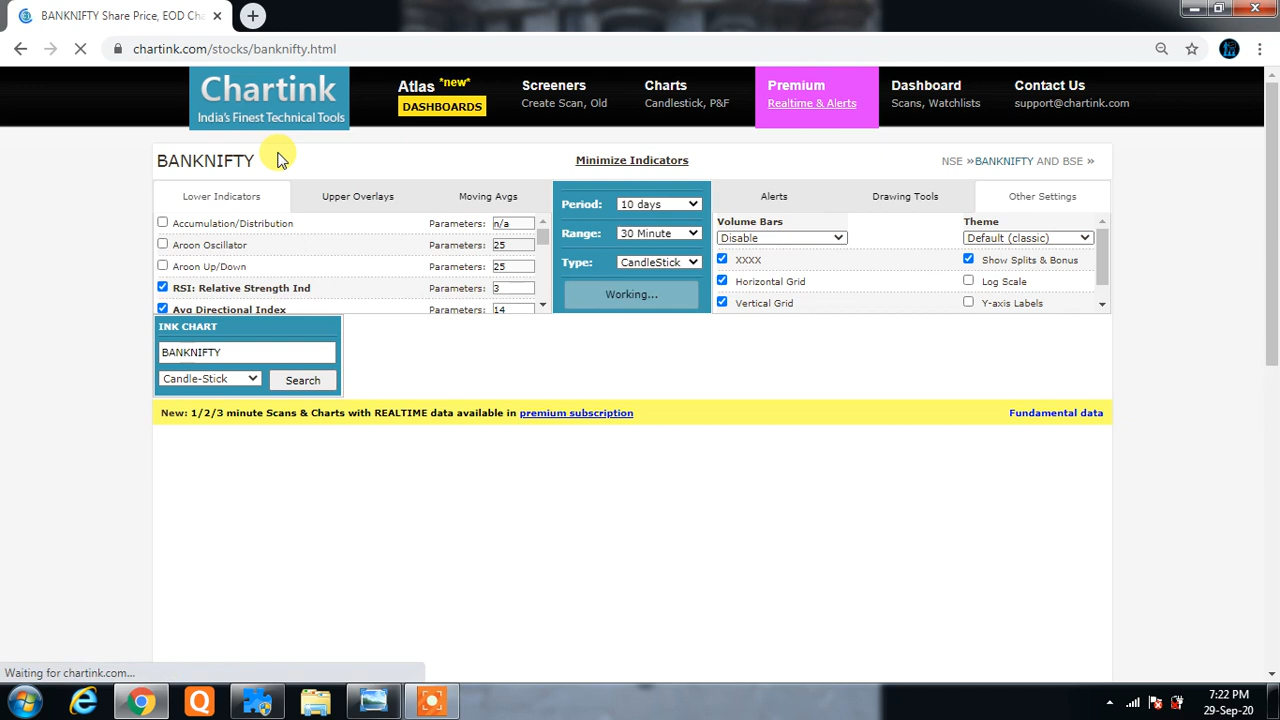 BANKNIFTY Share Price, EOD Cha
chartink.com/stocks/banknifty.html
Chartink
India's Finest Technical Tools
Atlas *new*
DASHBOARDS
Screeners
Create Scan, Old
Charts
Candlestick, P&F
Premium
Realtime & Alerts
Dashboard
Scans, Watchlists
Contact Us
support@chartink.com
BANKNIFTY
Minimize Indicators
NSE »BANKNIFTY AND BSE »
Lower Indicators
Upper Overlays
Moving Avgs
Period: 10 days
Range: 30 Minute
Type: CandleStick
Working...
Alerts
Drawing Tools
Other Settings
Accumulation/Distribution Parameters: n/a
Aroon Oscillator Parameters: 25
Aroon Up/Down Parameters: 25
RSI: Relative Strength Ind Parameters: 3
Avg Directional Index Parameters: 14
Volume Bars
Disable
XXXX
Horizontal Grid
Vertical Grid
Theme
Default (classic)
Show Splits & Bonus
Log Scale
Y-axis Labels
INK CHART
BANKNIFTY
Candle-Stick
Search
New: 1/2/3 minute Scans & Charts with REALTIME data available in premium subscription
Fundamental data
Waiting for chartink.com...
7:22 PM
29-Sep-20